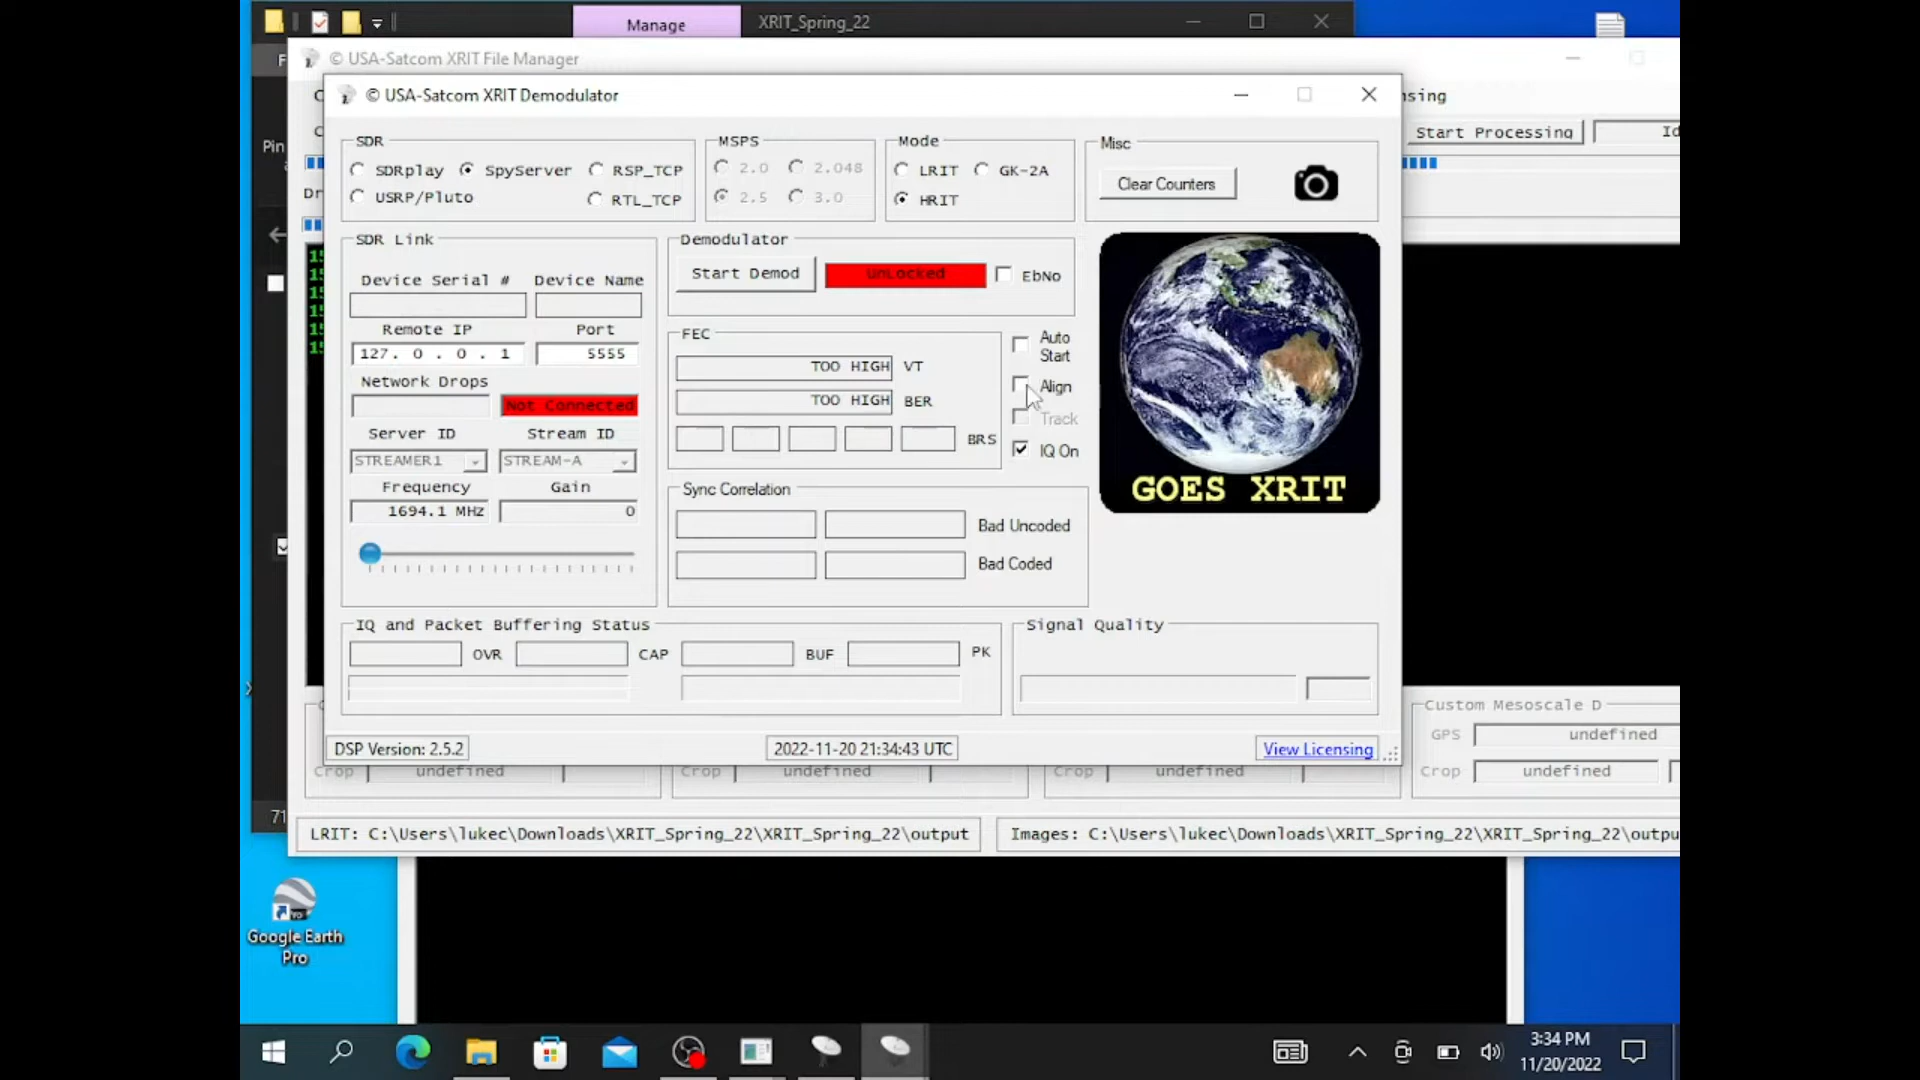 Manage
XRIT_Spring_22
F
© USA-Satcom XRIT File Manager
C
© USA-Satcom XRIT Demodulator
nsing
Pin
Start Processing
Id
Dr
SDR
SDRplay
SpyServer
RSP_TCP
USRP/Pluto
RTL_TCP
MSPS
2.0
2.048
2.5
3.0
Mode
LRIT
GK-2A
HRIT
Misc
Clear Counters
SDR Link
Device Serial #
Device Name
Remote IP
Port
127. 0 . 0 . 1
5555
Network Drops
Not Connected
Server ID
Stream ID
STREAMER1
STREAM-A
Frequency
Gain
1694.1 MHz
0
Demodulator
Start Demod
UnLocked
EbNo
FEC
TOO HIGH
VT
TOO HIGH
BER
BRS
Auto
Start
Align
Track
IQ On
Sync Correlation
Bad Uncoded
Bad Coded
GOES XRIT
IQ and Packet Buffering Status
OVR
CAP
BUF
PK
Signal Quality
DSP Version: 2.5.2
2022-11-20 21:34:43 UTC
View Licensing
Custom Mesoscale D
GPS
undefined
Crop
undefined
Crop
undefined
Crop
undefined
Crop
undefined
71
LRIT: C:\Users\lukec\Downloads\XRIT_Spring_22\XRIT_Spring_22\output
Images: C:\Users\lukec\Downloads\XRIT_Spring_22\XRIT_Spring_22\outpu
Google Earth
Pro
3:34 PM
11/20/2022